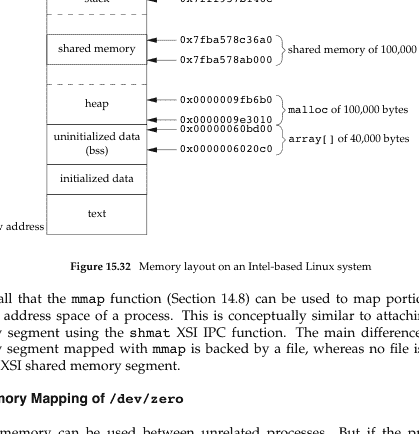 stack
shared memory
0x7fba578c36a0
0x7fba578ab000
shared memory of 100,000
heap
0x0000009fb6b0
0x0000009e3010
malloc of 100,000 bytes
uninitialized data
(bss)
0x00000060bd00
0x0000006020c0
array[] of 40,000 bytes
initialized data
text
address
Figure 15.32 Memory layout on an Intel-based Linux system
all that the mmap function (Section 14.8) can be used to map portio
address space of a process. This is conceptually similar to attachin
y segment using the shmat XSI IPC function. The main difference
y segment mapped with mmap is backed by a file, whereas no file is
XSI shared memory segment.
mory Mapping of /dev/zero
memory can be used between unrelated processes. But if the